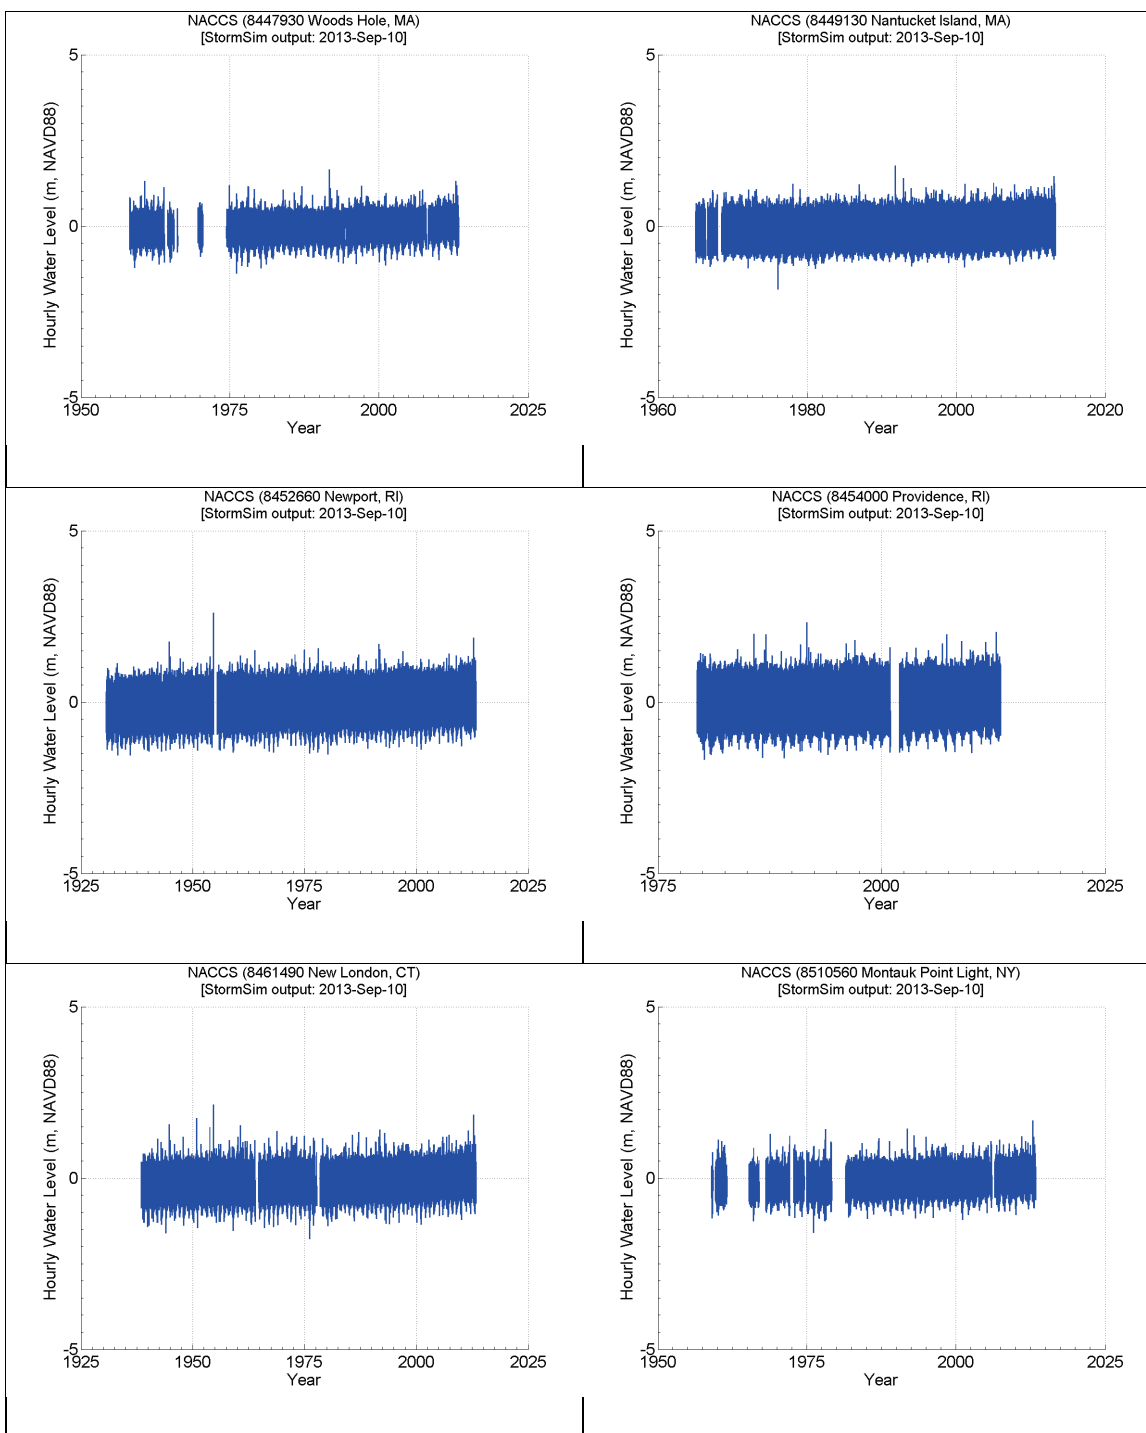 NACCS (8447930 Woods Hole, MA)
[StormSim output: 2013-Sep-10]
5
0
-5
Hourly Water Level (m, NAVD88)
1950
1975
2000
2025
Year
NACCS (8449130 Nantucket Island, MA)
[StormSim output: 2013-Sep-10]
5
0
-5
Hourly Water Level (m, NAVD88)
1960
1980
2000
2020
Year
NACCS (8452660 Newport, RI)
[StormSim output: 2013-Sep-10]
5
0
-5
Hourly Water Level (m, NAVD88)
1925
1950
1975
2000
2025
Year
NACCS (8454000 Providence, RI)
[StormSim output: 2013-Sep-10]
5
0
-5
Hourly Water Level (m, NAVD88)
1975
2000
2025
Year
NACCS (8461490 New London, CT)
[StormSim output: 2013-Sep-10]
5
0
-5
Hourly Water Level (m, NAVD88)
1925
1950
1975
2000
2025
Year
NACCS (8510560 Montauk Point Light, NY)
[StormSim output: 2013-Sep-10]
5
0
-5
Hourly Water Level (m, NAVD88)
1950
1975
2000
2025
Year